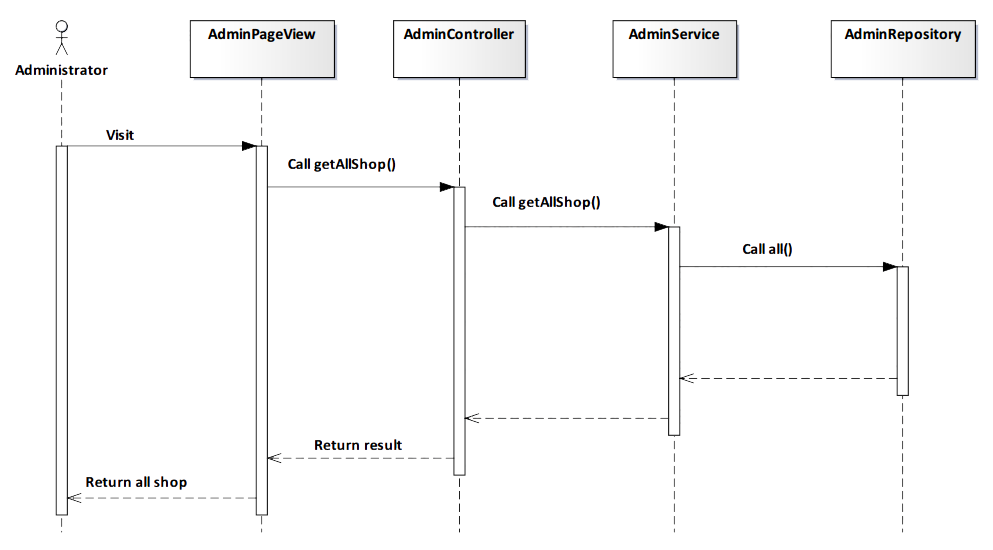 Administrator
AdminPageView
AdminController
AdminService
AdminRepository
Visit
Call getAllShop()
Call getAllShop()
Call all()
Return result
Return all shop